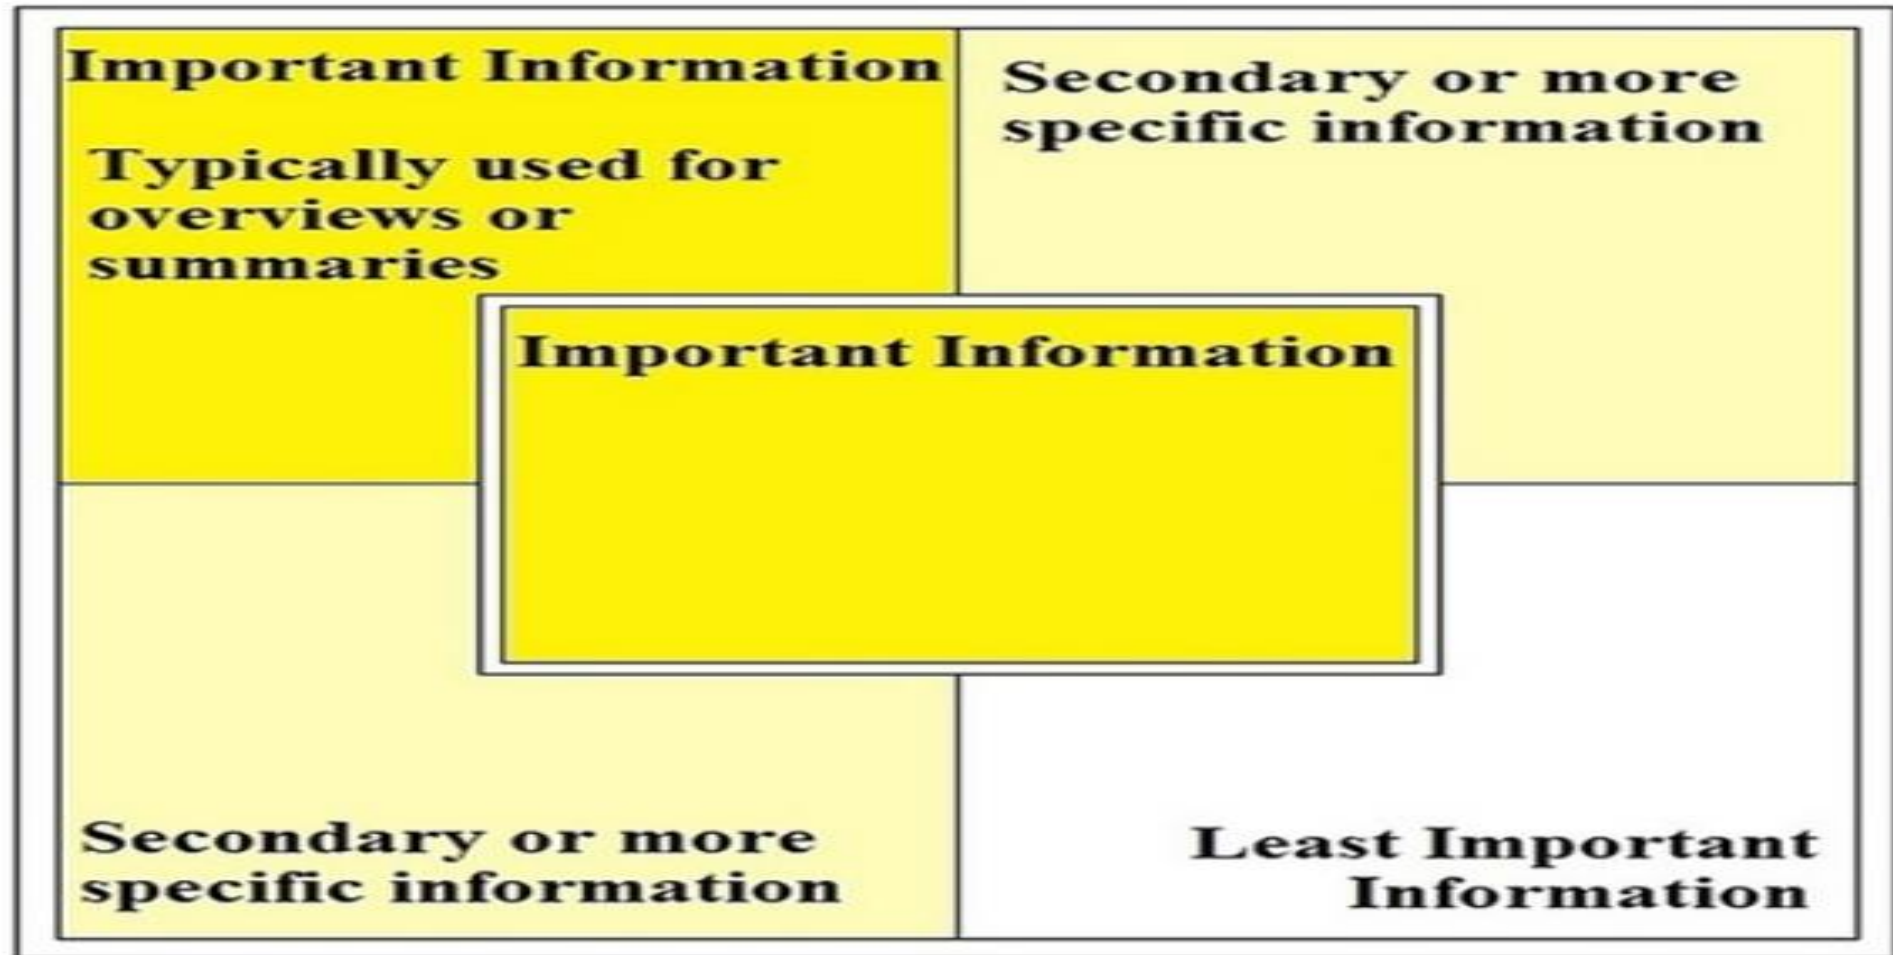 Important Information
Typically used for
overviews or
summaries
Secondary or more
specific information
Important Information
Secondary or more
specific information
Least Important
Information